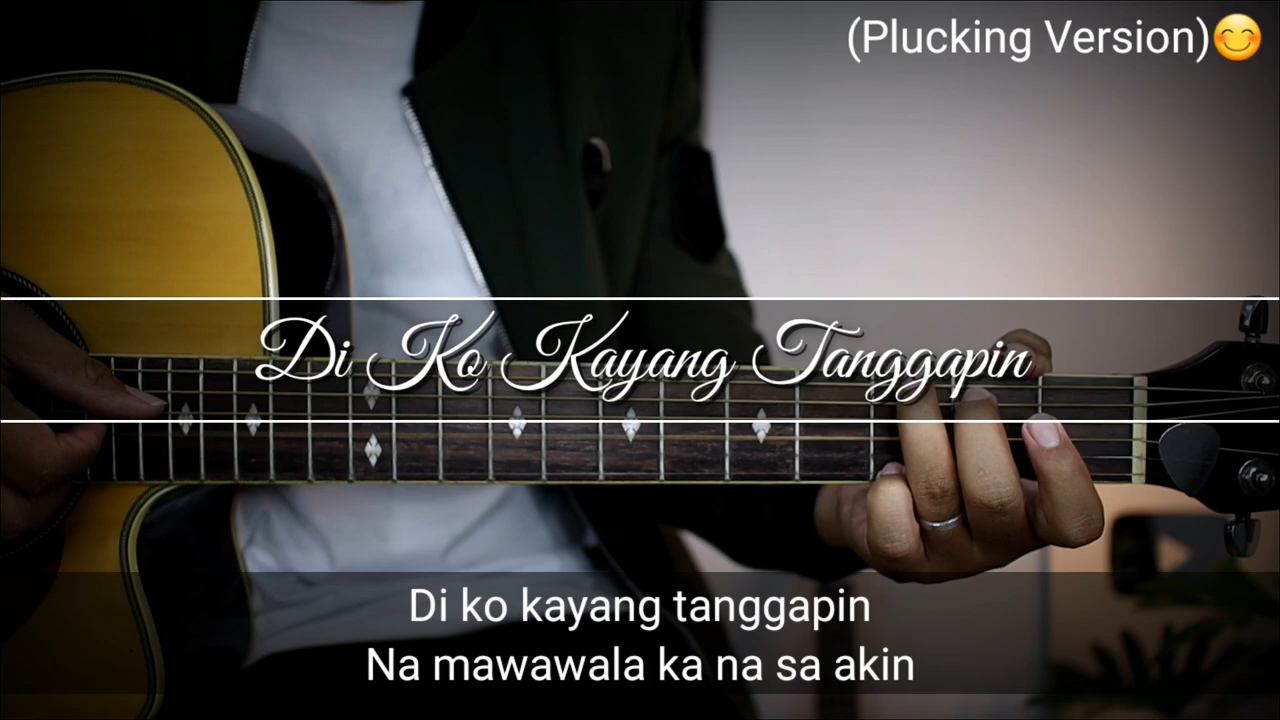 (Plucking Version)😊
Di Ko Kayang Tanggapin
Di ko kayang tanggapin
Na mawawala ka na sa akin